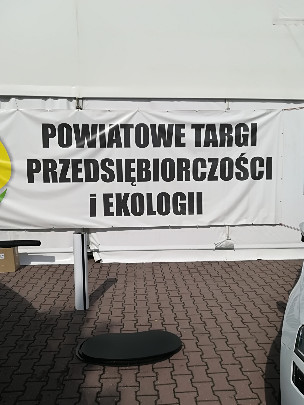 POWIATOWE TARGI
PRZEDSIĘBIORCZOŚCI
i EKOLOGII